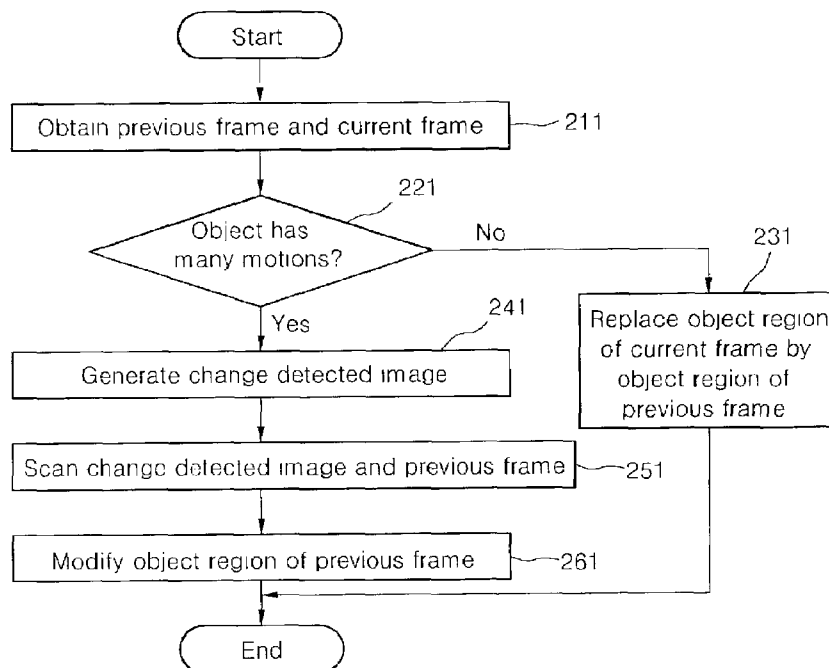 Start
Obtain previous frame and current frame
211
221
Object has
many motions?
No
Yes
231
Replace object region
of current frame by
object region of
previous frame
241
Generate change detected image
Scan change detected image and previous frame
251
Modify object region of previous frame
261
End